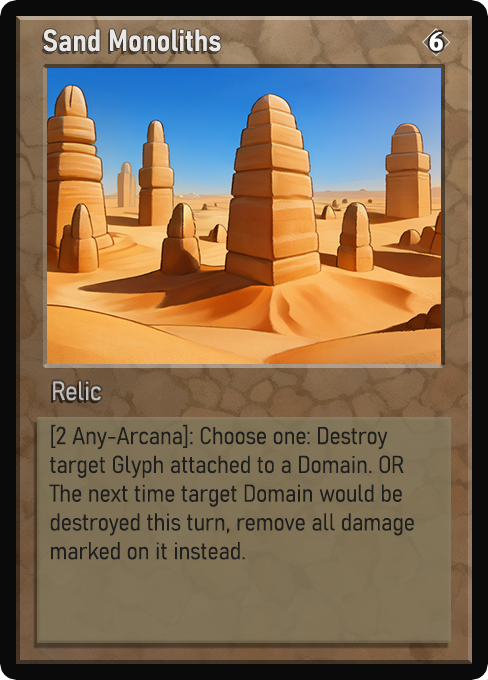 Sand Monoliths
6
Relic
[2 Any-Arcana]: Choose one: Destroy
target Glyph attached to a Domain. OR
The next time target Domain would be
destroyed this turn, remove all damage
marked on it instead.